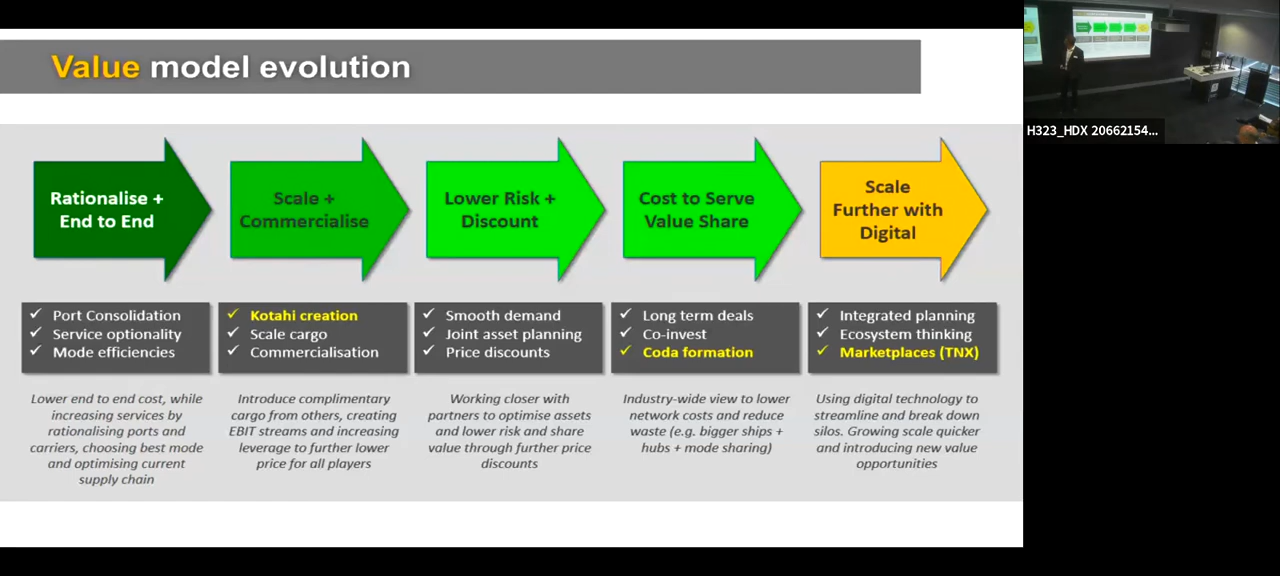 Value model evolution
Rationalise +
End to End
Scale +
Commercialise
Lower Risk +
Discount
Cost to Serve
Value Share
Scale
Further with
Digital
✓ Port Consolidation
✓ Service optionality
✓ Mode efficiencies
✓ Kotahi creation
✓ Scale cargo
✓ Commercialisation
✓ Smooth demand
✓ Joint asset planning
✓ Price discounts
✓ Long term deals
✓ Co-invest
✓ Coda formation
✓ Integrated planning
✓ Ecosystem thinking
✓ Marketplaces (TNX)
Lower end to end cost, while
increasing services by
rationalising ports and
carriers, choosing best mode
and optimising current
supply chain
Introduce complimentary
cargo from others, creating
EBIT streams and increasing
leverage to further lower
price for all players
Working closer with
partners to optimise assets
and lower risk and share
value through further price
discounts
Industry-wide view to lower
network costs and reduce
waste (e.g. bigger ships +
hubs + mode sharing)
Using digital technology to
streamline and break down
silos. Growing scale quicker
and introducing new value
opportunities
H323_HDX 20662154...